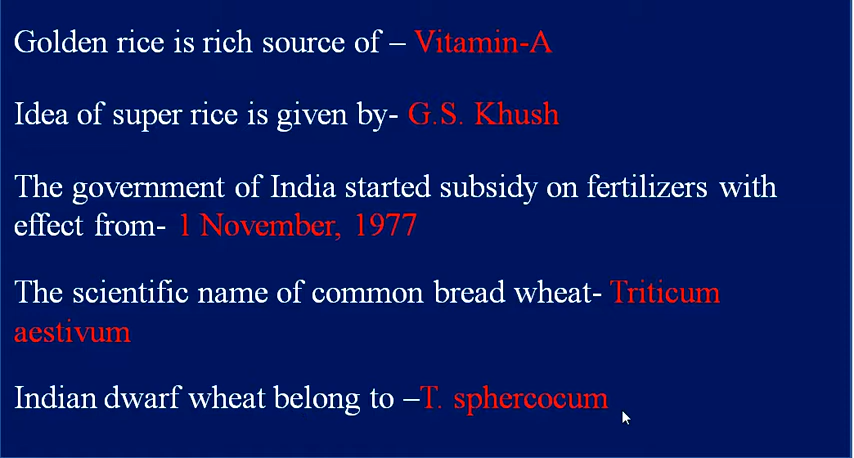 Golden rice is rich source of – Vitamin-A
Idea of super rice is given by- G.S. Khush
The government of India started subsidy on fertilizers with
effect from- 1 November, 1977
The scientific name of common bread wheat- Triticum
aestivum
Indian dwarf wheat belong to –T. sphercocum